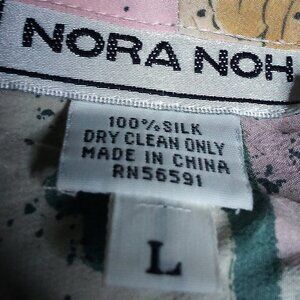 NORA NOH
100% SILK
DRY CLEAN ONLY
MADE IN CHINA
RN56591
L